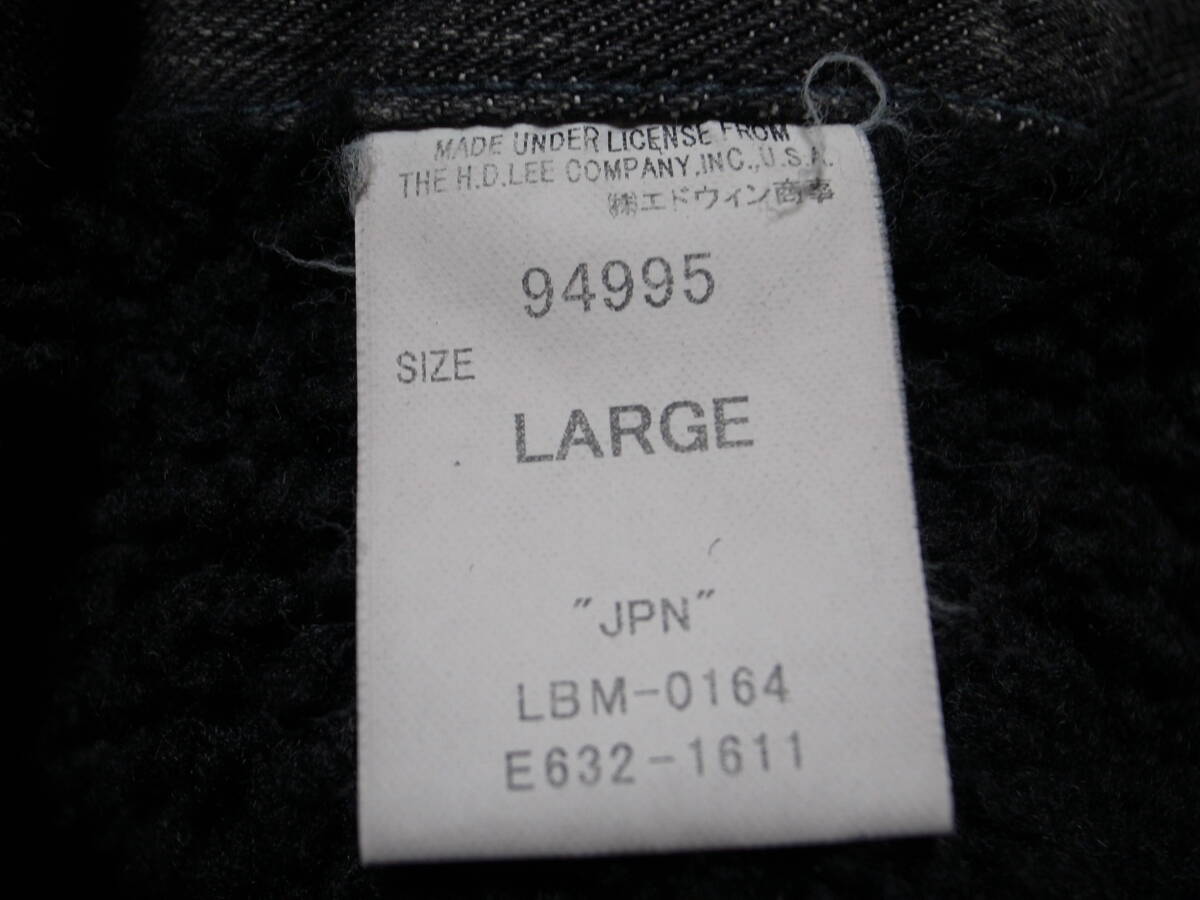 MADE UNDER LICENSE FROM
THE H.D.LEE COMPANY,INC.,U.S.A.
㈱エドウイン商事
94995
SIZE
LARGE
"JPN"
LBM-0164
E632-1611